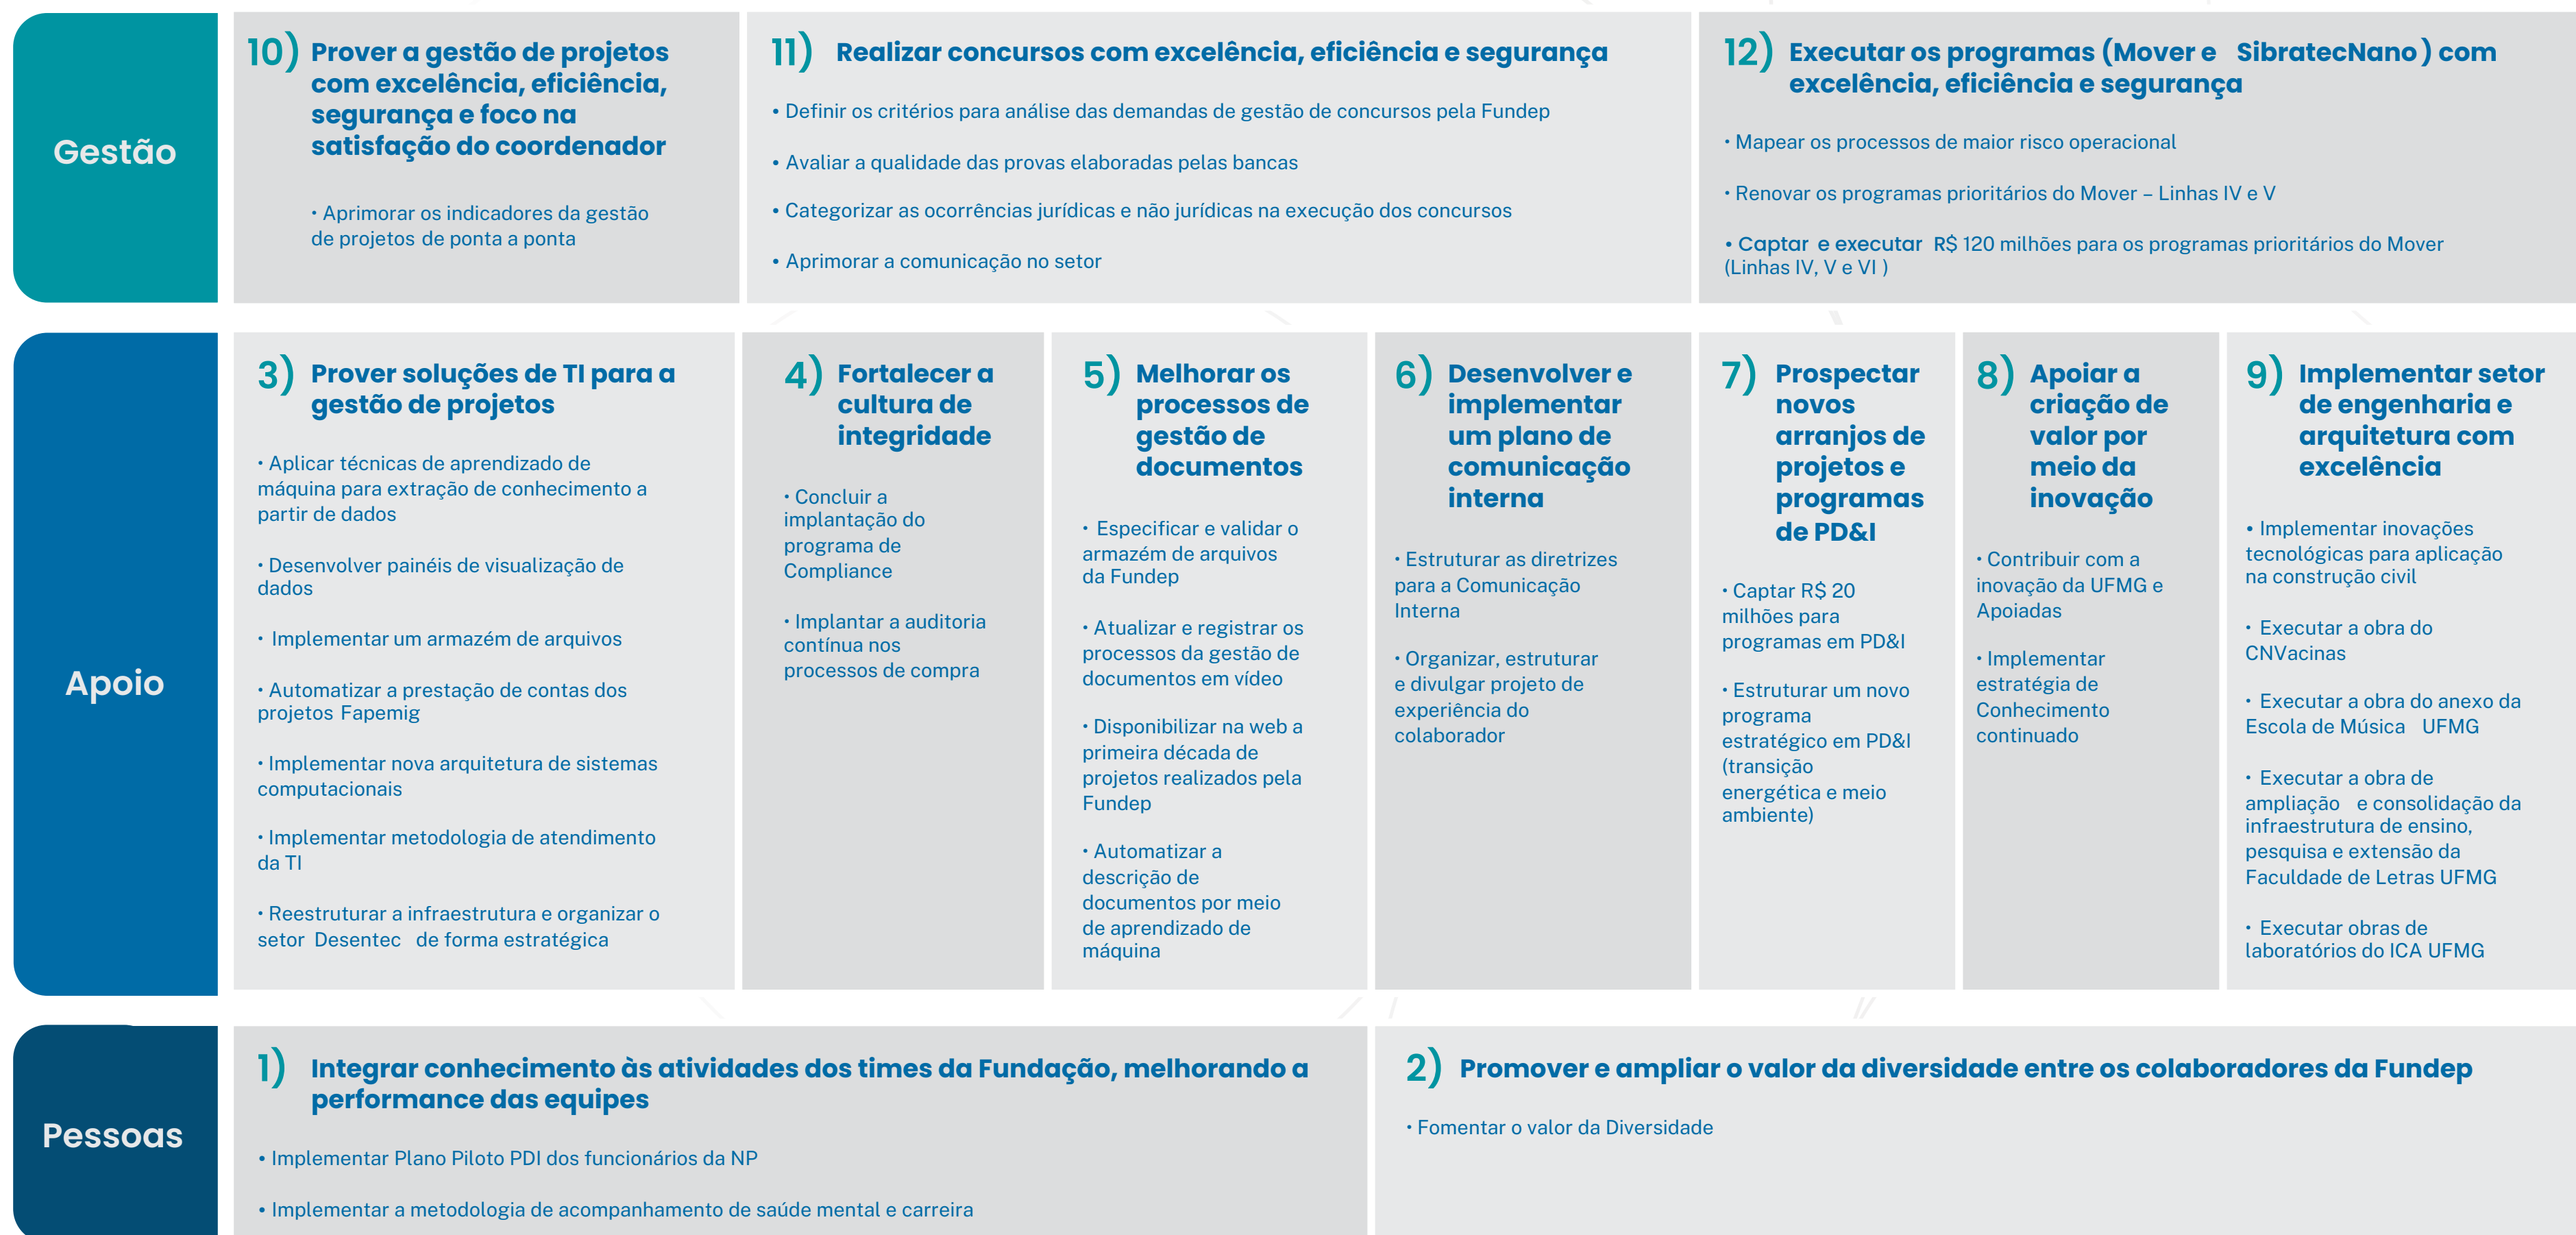 Gestão
10) Prover a gestão de projetos
com excelência, eficiência,
segurança e foco na
satisfação do coordenador
• Aprimorar os indicadores da gestão
de projetos de ponta a ponta
11) Realizar concursos com excelência, eficiência e segurança
• Definir os critérios para análise das demandas de gestão de concursos pela Fundep
• Avaliar a qualidade das provas elaboradas pelas bancas
• Categorizar as ocorrências jurídicas e não jurídicas na execução dos concursos
• Aprimorar a comunicação no setor
12) Executar os programas (Mover e SibratecNano) com
excelência, eficiência e segurança
• Mapear os processos de maior risco operacional
• Renovar os programas prioritários do Mover – Linhas IV e V
• Captar e executar R$ 120 milhões para os programas prioritários do Mover
(Linhas IV, V e VI )
Apoio
3) Prover soluções de TI para a
gestão de projetos
• Aplicar técnicas de aprendizado de
máquina para extração de conhecimento a
partir de dados
• Desenvolver painéis de visualização de
dados
• Implementar um armazém de arquivos
• Automatizar a prestação de contas dos
projetos Fapemig
• Implementar nova arquitetura de sistemas
computacionais
• Implementar metodologia de atendimento
da TI
• Reestruturar a infraestrutura e organizar o
setor Desentec de forma estratégica
4) Fortalecer a
cultura de
integridade
• Concluir a
implantação do
programa de
Compliance
• Implantar a auditoria
contínua nos
processos de compra
5) Melhorar os
processos de
gestão de
documentos
• Especificar e validar o
armazém de arquivos
da Fundep
• Atualizar e registrar os
processos da gestão de
documentos em vídeo
• Disponibilizar na web a
primeira década de
projetos realizados pela
Fundep
• Automatizar a
descrição de
documentos por meio
de aprendizado de
máquina
6) Desenvolver e
implementar
um plano de
comunicação
interna
• Estruturar as diretrizes
para a Comunicação
Interna
• Organizar, estruturar
e divulgar projeto de
experiência do
colaborador
7) Prospectar
novos
arranjos de
projetos e
programas
de PD&I
• Captar R$ 20
milhões para
programas em PD&I
• Estruturar um novo
programa
estratégico em PD&I
(transição
energética e meio
ambiente)
8) Apoiar a
criação de
valor por
meio da
inovação
• Contribuir com a
inovação da UFMG e
Apoiadas
• Implementar
estratégia de
Conhecimento
continuado
9) Implementar setor
de engenharia e
arquitetura com
excelência
• Implementar inovações
tecnológicas para aplicação
na construção civil
• Executar a obra do
CNVacinas
• Executar a obra do anexo da
Escola de Música UFMG
• Executar a obra de
ampliação e consolidação da
infraestrutura de ensino,
pesquisa e extensão da
Faculdade de Letras UFMG
• Executar obras de
laboratórios do ICA UFMG
Pessoas
1) Integrar conhecimento às atividades dos times da Fundação, melhorando a
performance das equipes
• Implementar Plano Piloto PDI dos funcionários da NP
• Implementar a metodologia de acompanhamento de saúde mental e carreira
2) Promover e ampliar o valor da diversidade entre os colaboradores da Fundep
• Fomentar o valor da Diversidade